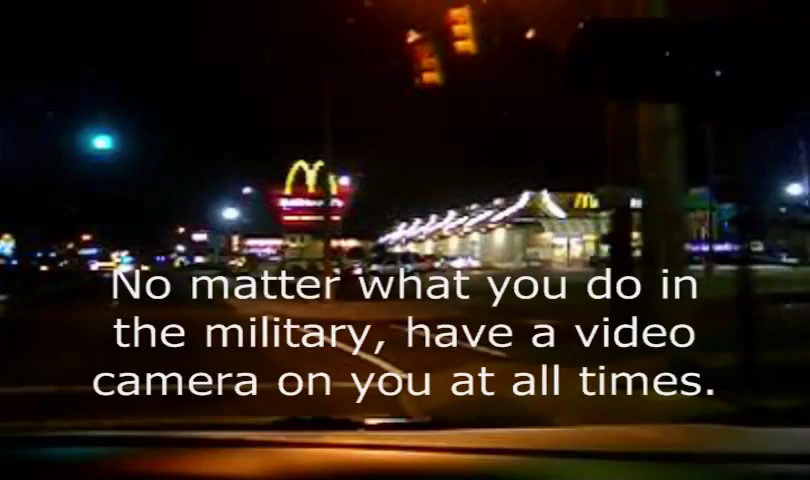 No matter what you do in
the military, have a video
camera on you at all times.